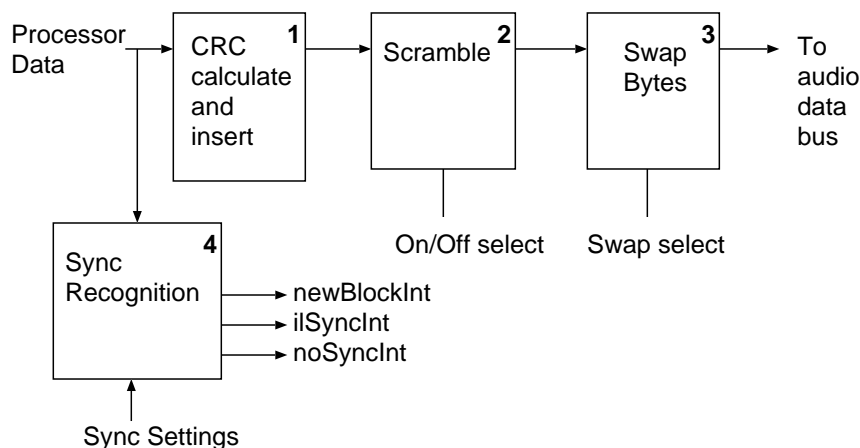 Processor
Data
1
CRC
calculate
and
insert
2
Scramble
3
Swap
Bytes
To
audio
data
bus
On/Off select
Swap select
4
Sync
Recognition
newBlockInt
ilSyncInt
noSyncInt
Sync Settings